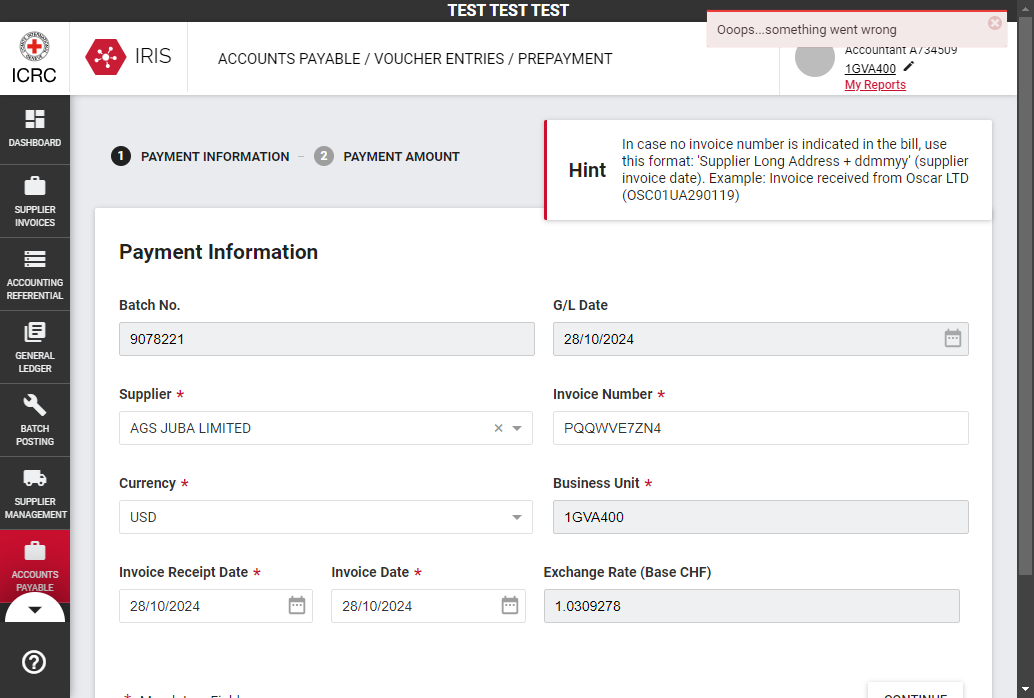 TEST TEST TEST
Ooops...something went wrong
ICRC
IRIS
ACCOUNTS PAYABLE / VOUCHER ENTRIES / PREPAYMENT
Accountant A734509
1GVA400
My Reports
DASHBOARD
SUPPLIER
INVOICES
ACCOUNTING
REFERENTIAL
GENERAL
LEDGER
BATCH
POSTING
SUPPLIER
MANAGEMENT
ACCOUNTS
PAYABLE
1 PAYMENT INFORMATION
2 PAYMENT AMOUNT
Hint
In case no invoice number is indicated in the bill, use
this format: 'Supplier Long Address + ddmmyy' (supplier
invoice date). Example: Invoice received from Oscar LTD
(OSC01UA290119)
Payment Information
Batch No.
9078221
G/L Date
28/10/2024
Supplier *
AGS JUBA LIMITED
Invoice Number *
PQQWVE7ZN4
Currency *
USD
Business Unit *
1GVA400
Invoice Receipt Date *
28/10/2024
Invoice Date *
28/10/2024
Exchange Rate (Base CHF)
1.0309278
* Mandatory Fields
CONTINUE